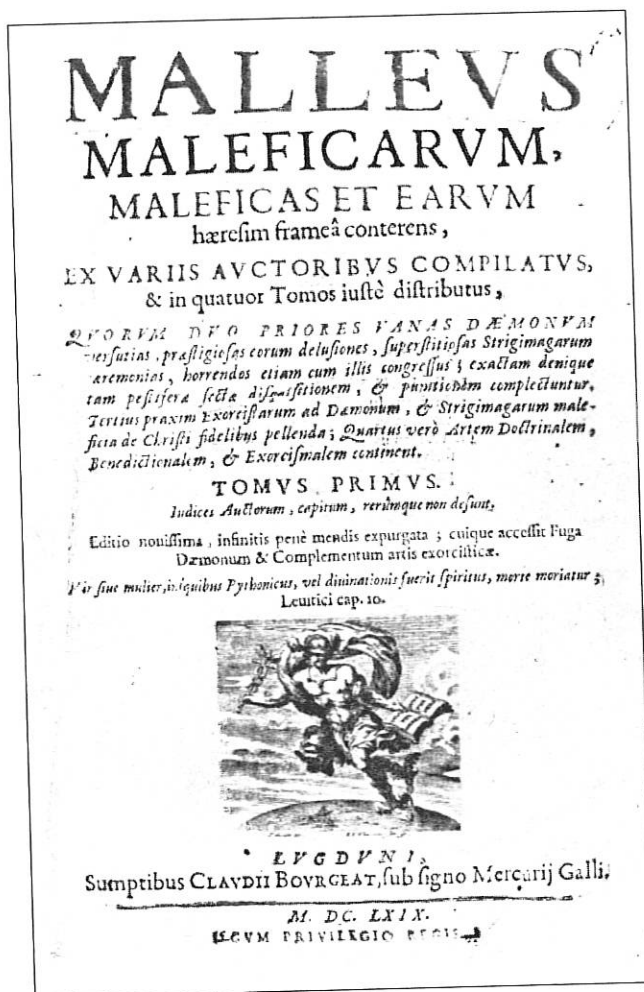 MALLEVS
MALEFICARVM,
MALEFICAS ET EARVM
hæreſim frameâ conterens,
EX VARIIS AVCTORIBVS COMPILATVS,
& in quatuor Tomos iuſtè diſtributus,
QVORVM DVO PRIORES VANAS DÆMONVM
verſutias, præſtigioſas eorum deluſiones, ſuperſtitioſas Strigimagarum
cæremonias, horrendos etiam cum illis congreſſus; exactam denique
tam peſtiferæ ſectæ diſquiſitionem, & punitionem complectuntur.
Tertius praxim Exorciſtarum ad Dæmonum, & Strigimagarum male-
ficia de Chriſti fidelibus pellenda; Quartus verò Artem Doctrinalem,
Benedictionalem, & Exorciſmalem continent.
TOMVS PRIMVS.
Indices Auctorum, capitum, rerúmque non deſunt.
Editio nouiſſima, infinitis penè mendis expurgata; cuique acceſſit Fuga
Dæmonum & Complementum artis exorciſticæ.
Vir ſiue mulier, in quibus Pythonicus, vel diuinationis fuerit ſpiritus, morte moriatur;
Leuitici cap. 10.
LVGDVNI,
Sumptibus CLAVDII BOVRGEAT, ſub ſigno Mercurij Galli.
M. DC. LXIX.
CVM PRIVILEGIO REGIS